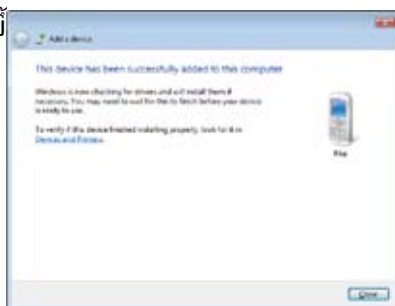 Add a device
This device has been successfully added to this computer
Windows is now checking for drivers and will install them if
necessary. You may need to wait for this to finish before your device
is ready to use.
To verify if this device finished installing properly, look for it in
Devices and Printers.
Close